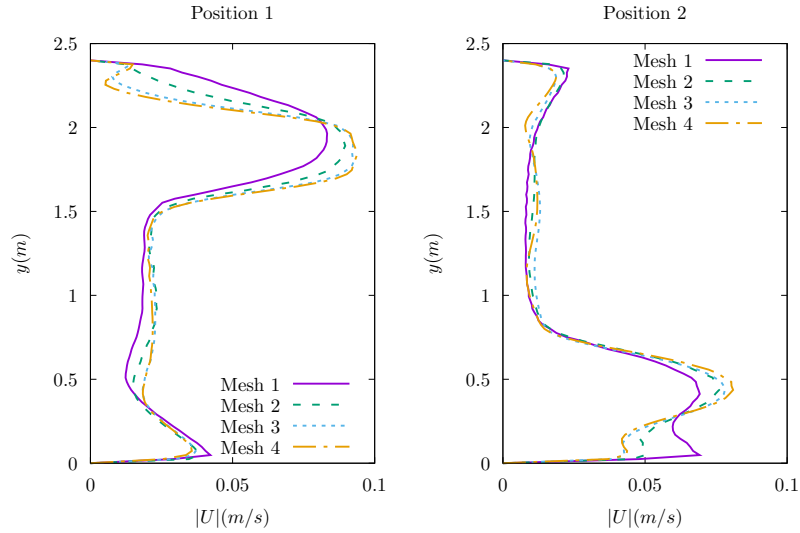 Position 1
2.5
2
1.5
1
0.5
0
y(m)
Mesh 1
Mesh 2
Mesh 3
Mesh 4
0
0.05
0.1
|U|(m/s)
Position 2
2.5
2
1.5
1
0.5
0
y(m)
Mesh 1
Mesh 2
Mesh 3
Mesh 4
0
0.05
0.1
|U|(m/s)